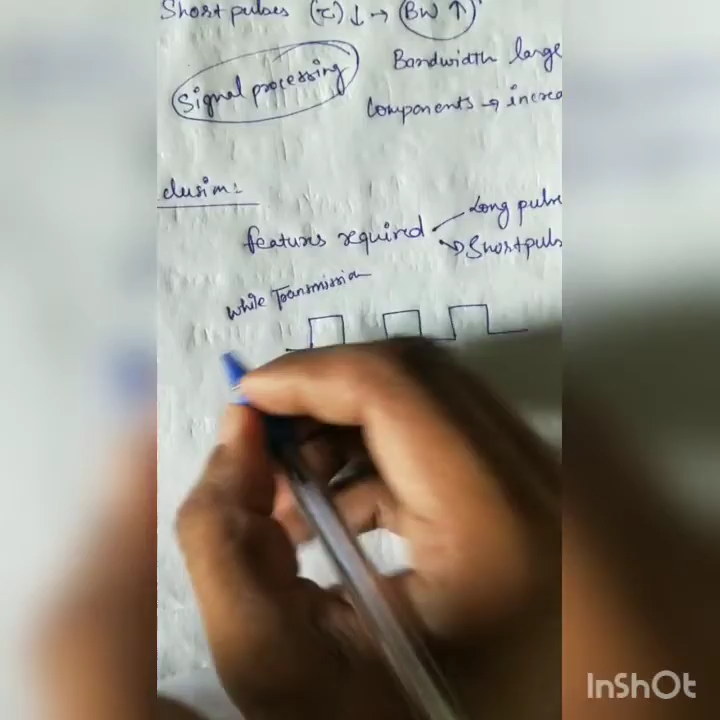 Short pulses (τ)↓ → BW ↑
Signal processing
Bandwidth large
Components → increa
clusion:
features required
Long pulse
Short puls
While Transmission
InShOt